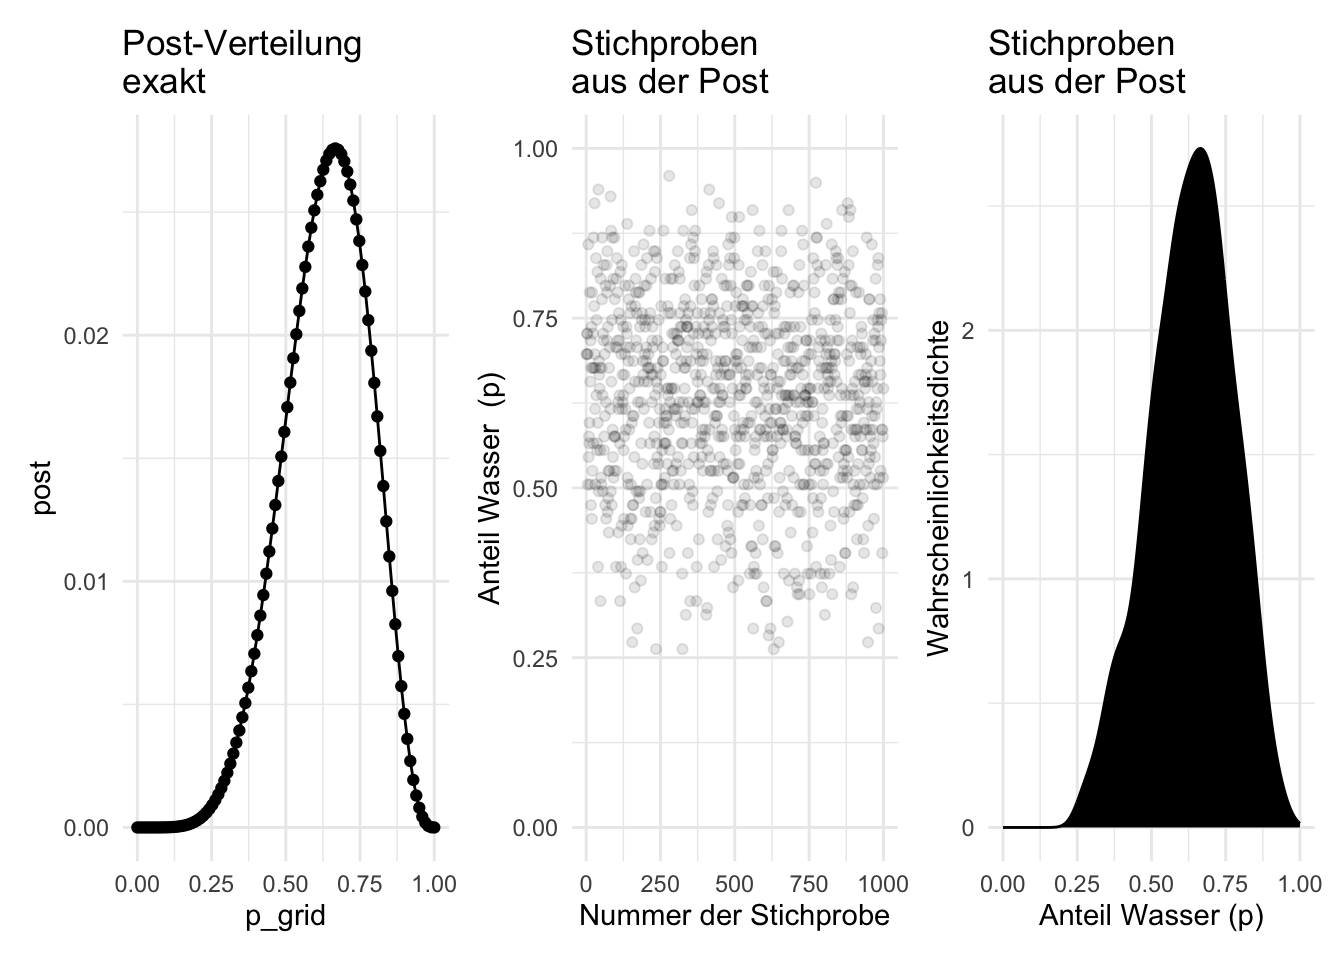 Post-Verteilung
exakt
post
0.02
0.01
0.00
0.00 0.25 0.50 0.75 1.00
p_grid
Stichproben
aus der Post
Anteil Wasser (p)
1.00
0.75
0.50
0.25
0.00
0 250 500 750 1000
Nummer der Stichprobe
Stichproben
aus der Post
Wahrscheinlichkeitsdichte
2
1
0
0.00 0.25 0.50 0.75 1.00
Anteil Wasser (p)